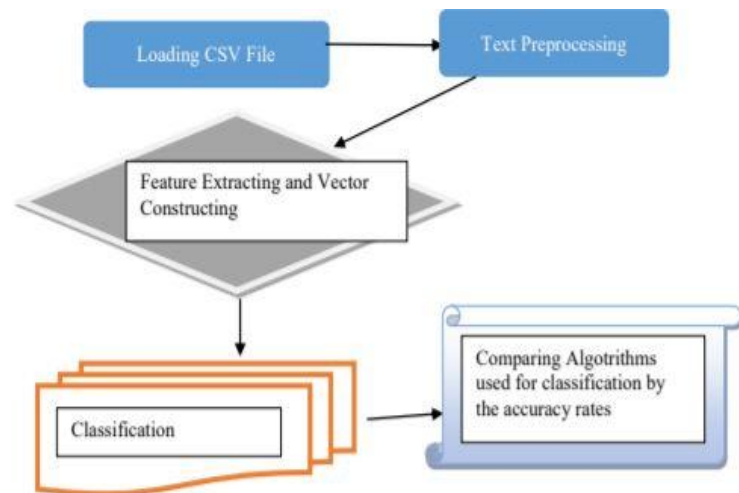 Loading CSV File
Text Preprocessing
Feature Extracting and Vector
Constructing
Classification
Comparing Algotrithms
used for classification by
the accuracy rates